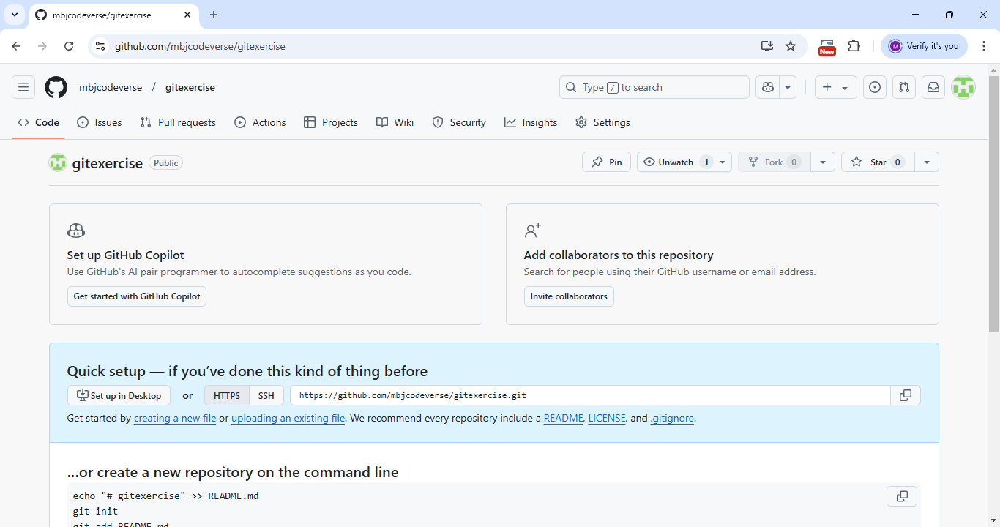 mbjcodeverse/gitexercise
github.com/mbjcodeverse/gitexercise
New
M
Verify it's you
mbjcodeverse / gitexercise
Type / to search
Code
Issues
Pull requests
Actions
Projects
Wiki
Security
Insights
Settings
gitexercise
Public
Pin
Unwatch 1
Fork 0
Star 0
Set up GitHub Copilot
Use GitHub's AI pair programmer to autocomplete suggestions as you code.
Get started with GitHub Copilot
Add collaborators to this repository
Search for people using their GitHub username or email address.
Invite collaborators
Quick setup — if you've done this kind of thing before
Set up in Desktop or HTTPS SSH https://github.com/mbjcodeverse/gitexercise.git
Get started by creating a new file or uploading an existing file. We recommend every repository include a README, LICENSE, and .gitignore.
…or create a new repository on the command line
echo "# gitexercise" >> README.md
git init
git add README.md